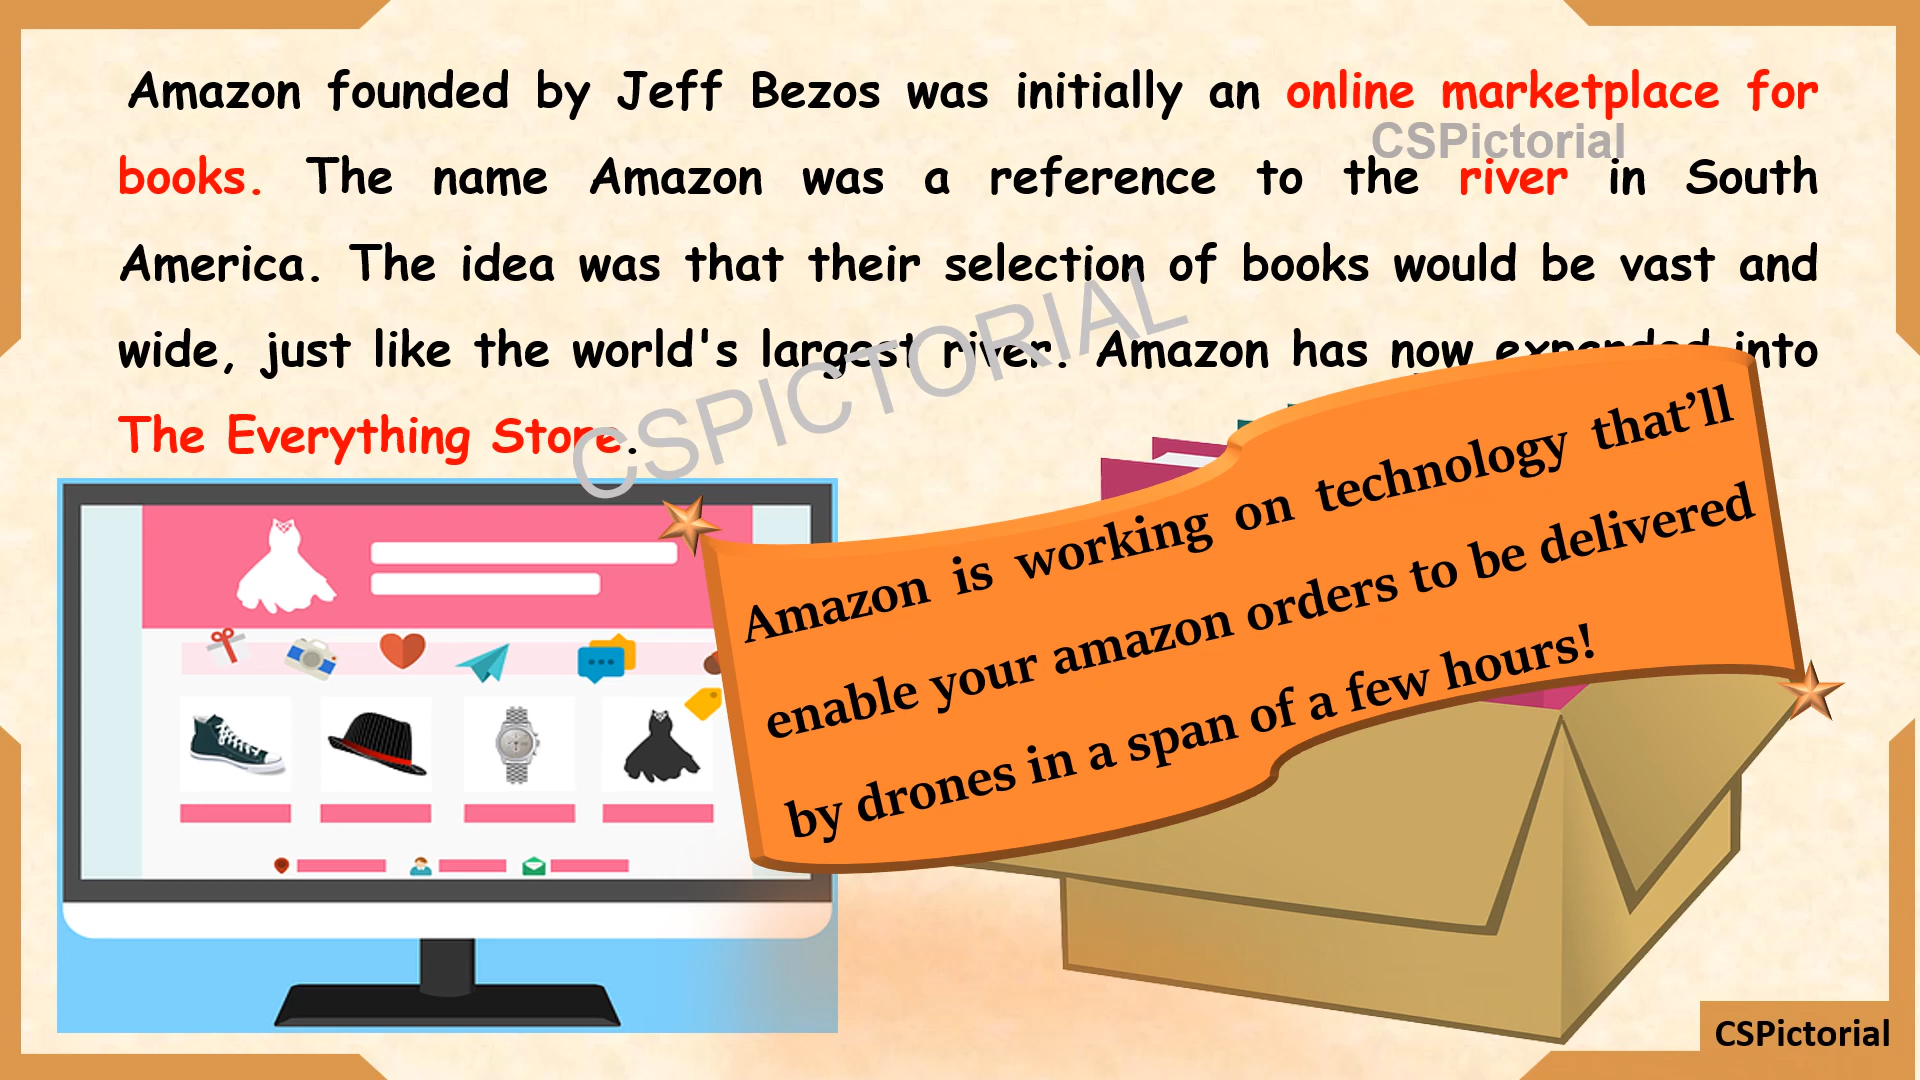 Amazon founded by Jeff Bezos was initially an online marketplace for
CSPictorial
books. The name Amazon was a reference to the river in South
America. The idea was that their selection of books would be vast and
wide, just like the world's largest river. Amazon has now expanded into
The Everything Store.
CSPICTORIAL
Amazon is working on technology that’ll
enable your amazon orders to be delivered
by drones in a span of a few hours!
CSPictorial